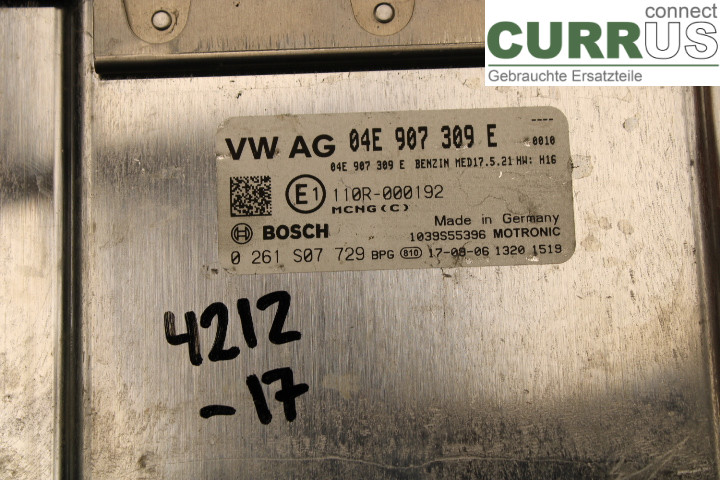 connect
CURRUS
Gebrauchte Ersatzteile
----
VW AG 04E 907 309 E 0010
04E 907 309 E BENZIN MED17.5.21 HW: H16
E1 110R-000192
MCNG(C)
Made in Germany
BOSCH 1039S55396 MOTRONIC
0 261 S07 729 BPG 810 17-09-06 1320 1519
4212
-17